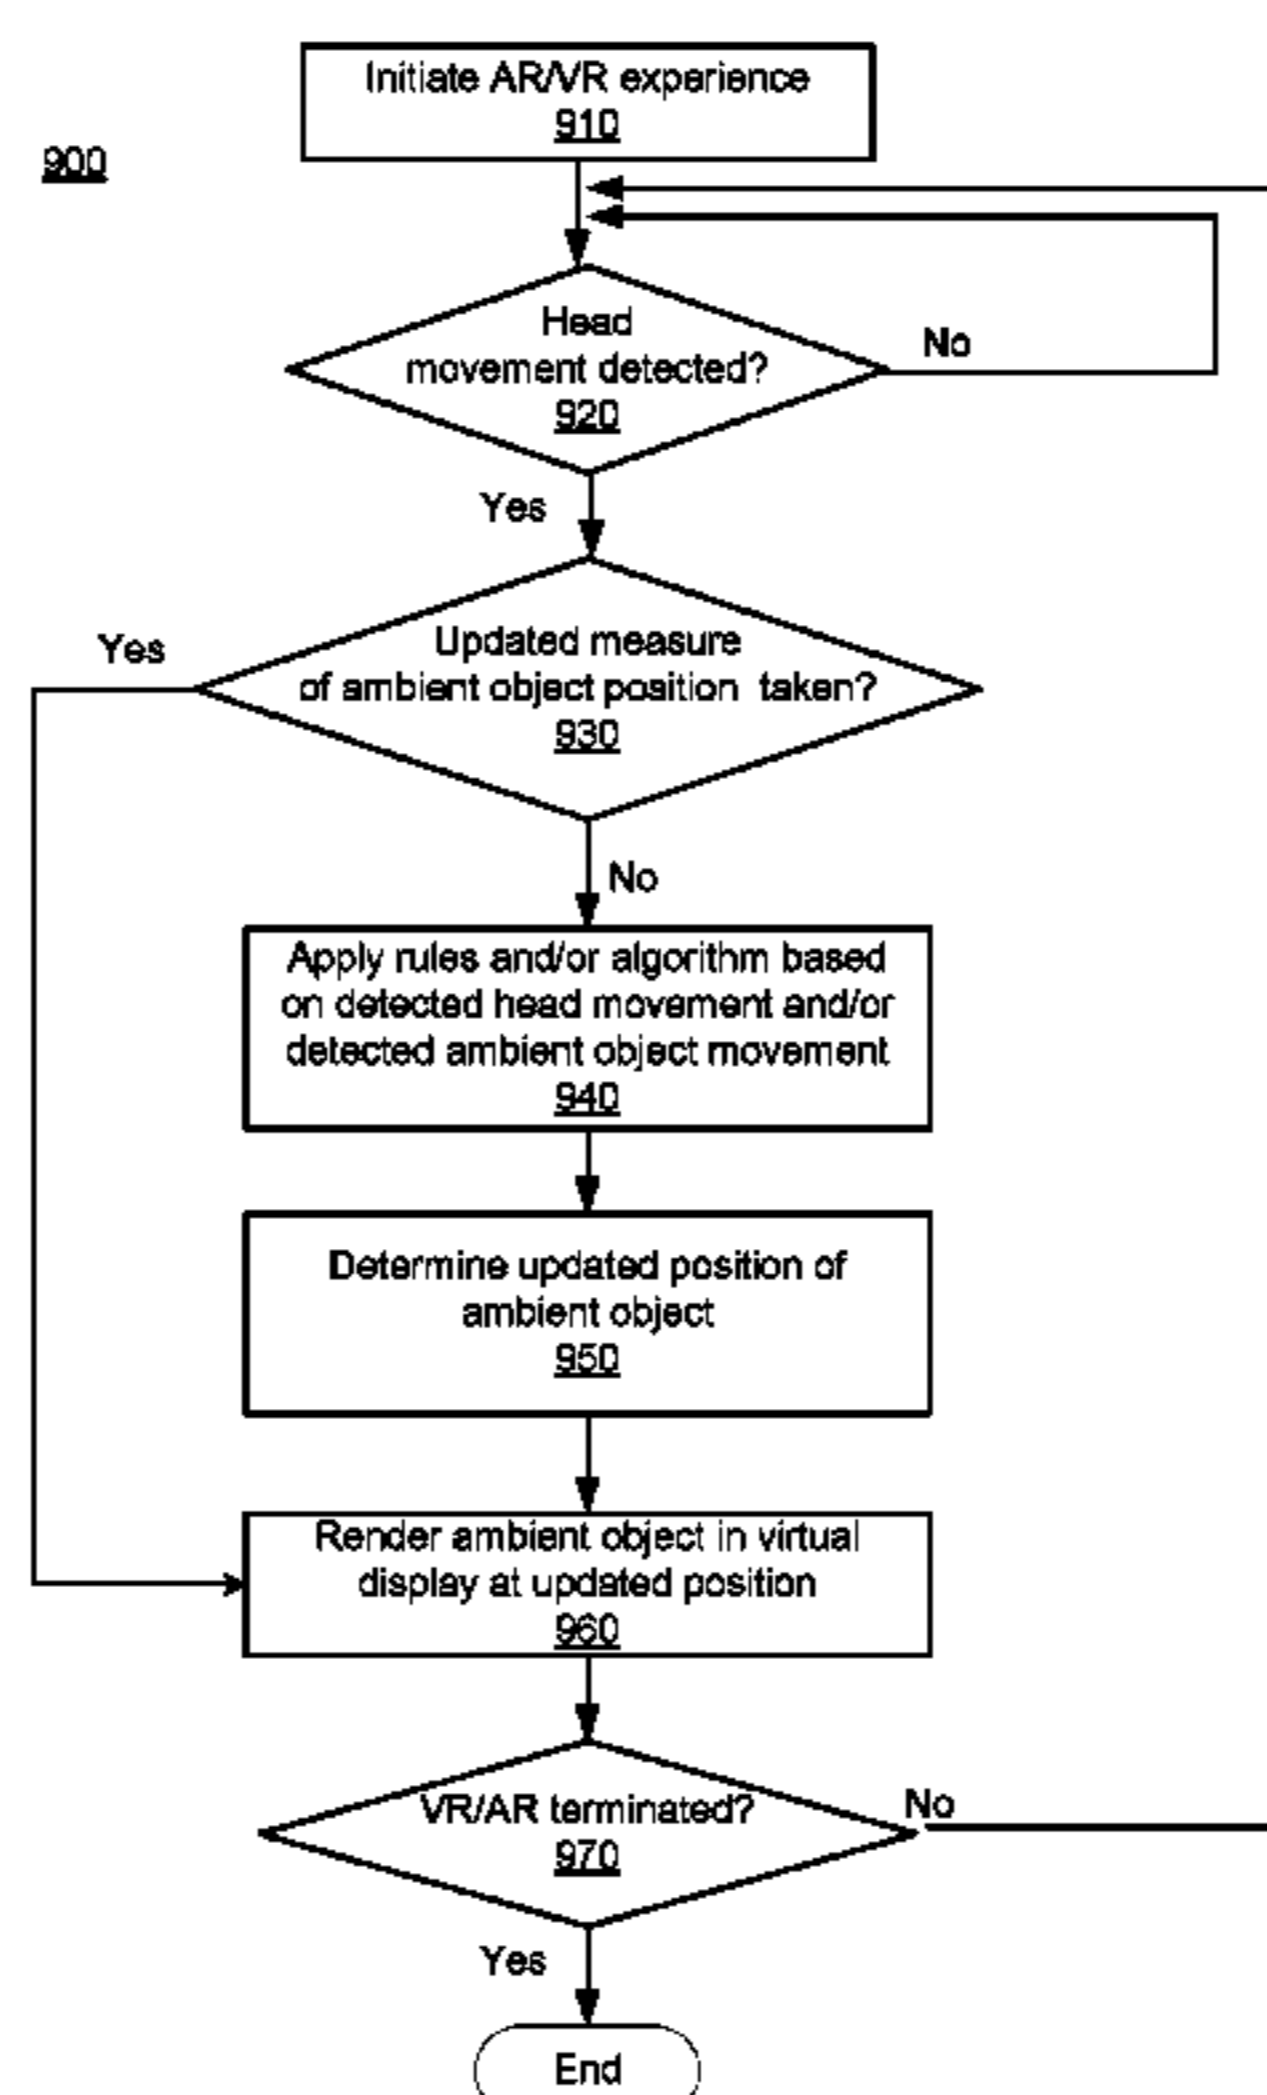 Initiate AR/VR experience
910
900
Head
movement detected?
920
No
Yes
Updated measure
of ambient object position taken?
930
Yes
No
Apply rules and/or algorithm based
on detected head movement and/or
detected ambient object movement
940
Determine updated position of
ambient object
950
Render ambient object in virtual
display at updated position
960
VR/AR terminated?
970
No
Yes
End